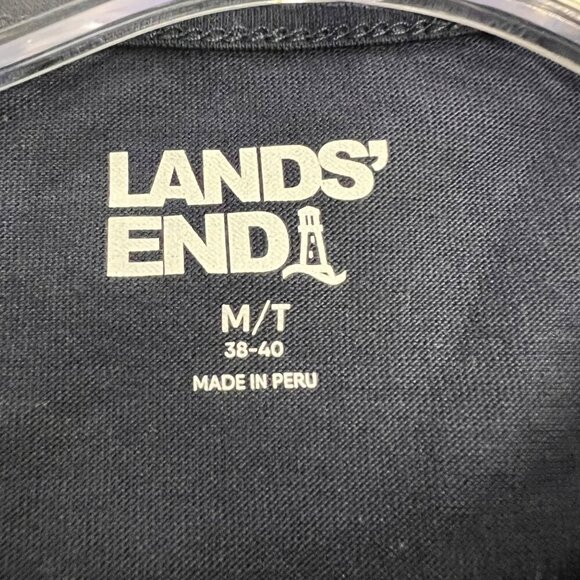 LANDS'
END
M/T
38-40
MADE IN PERU